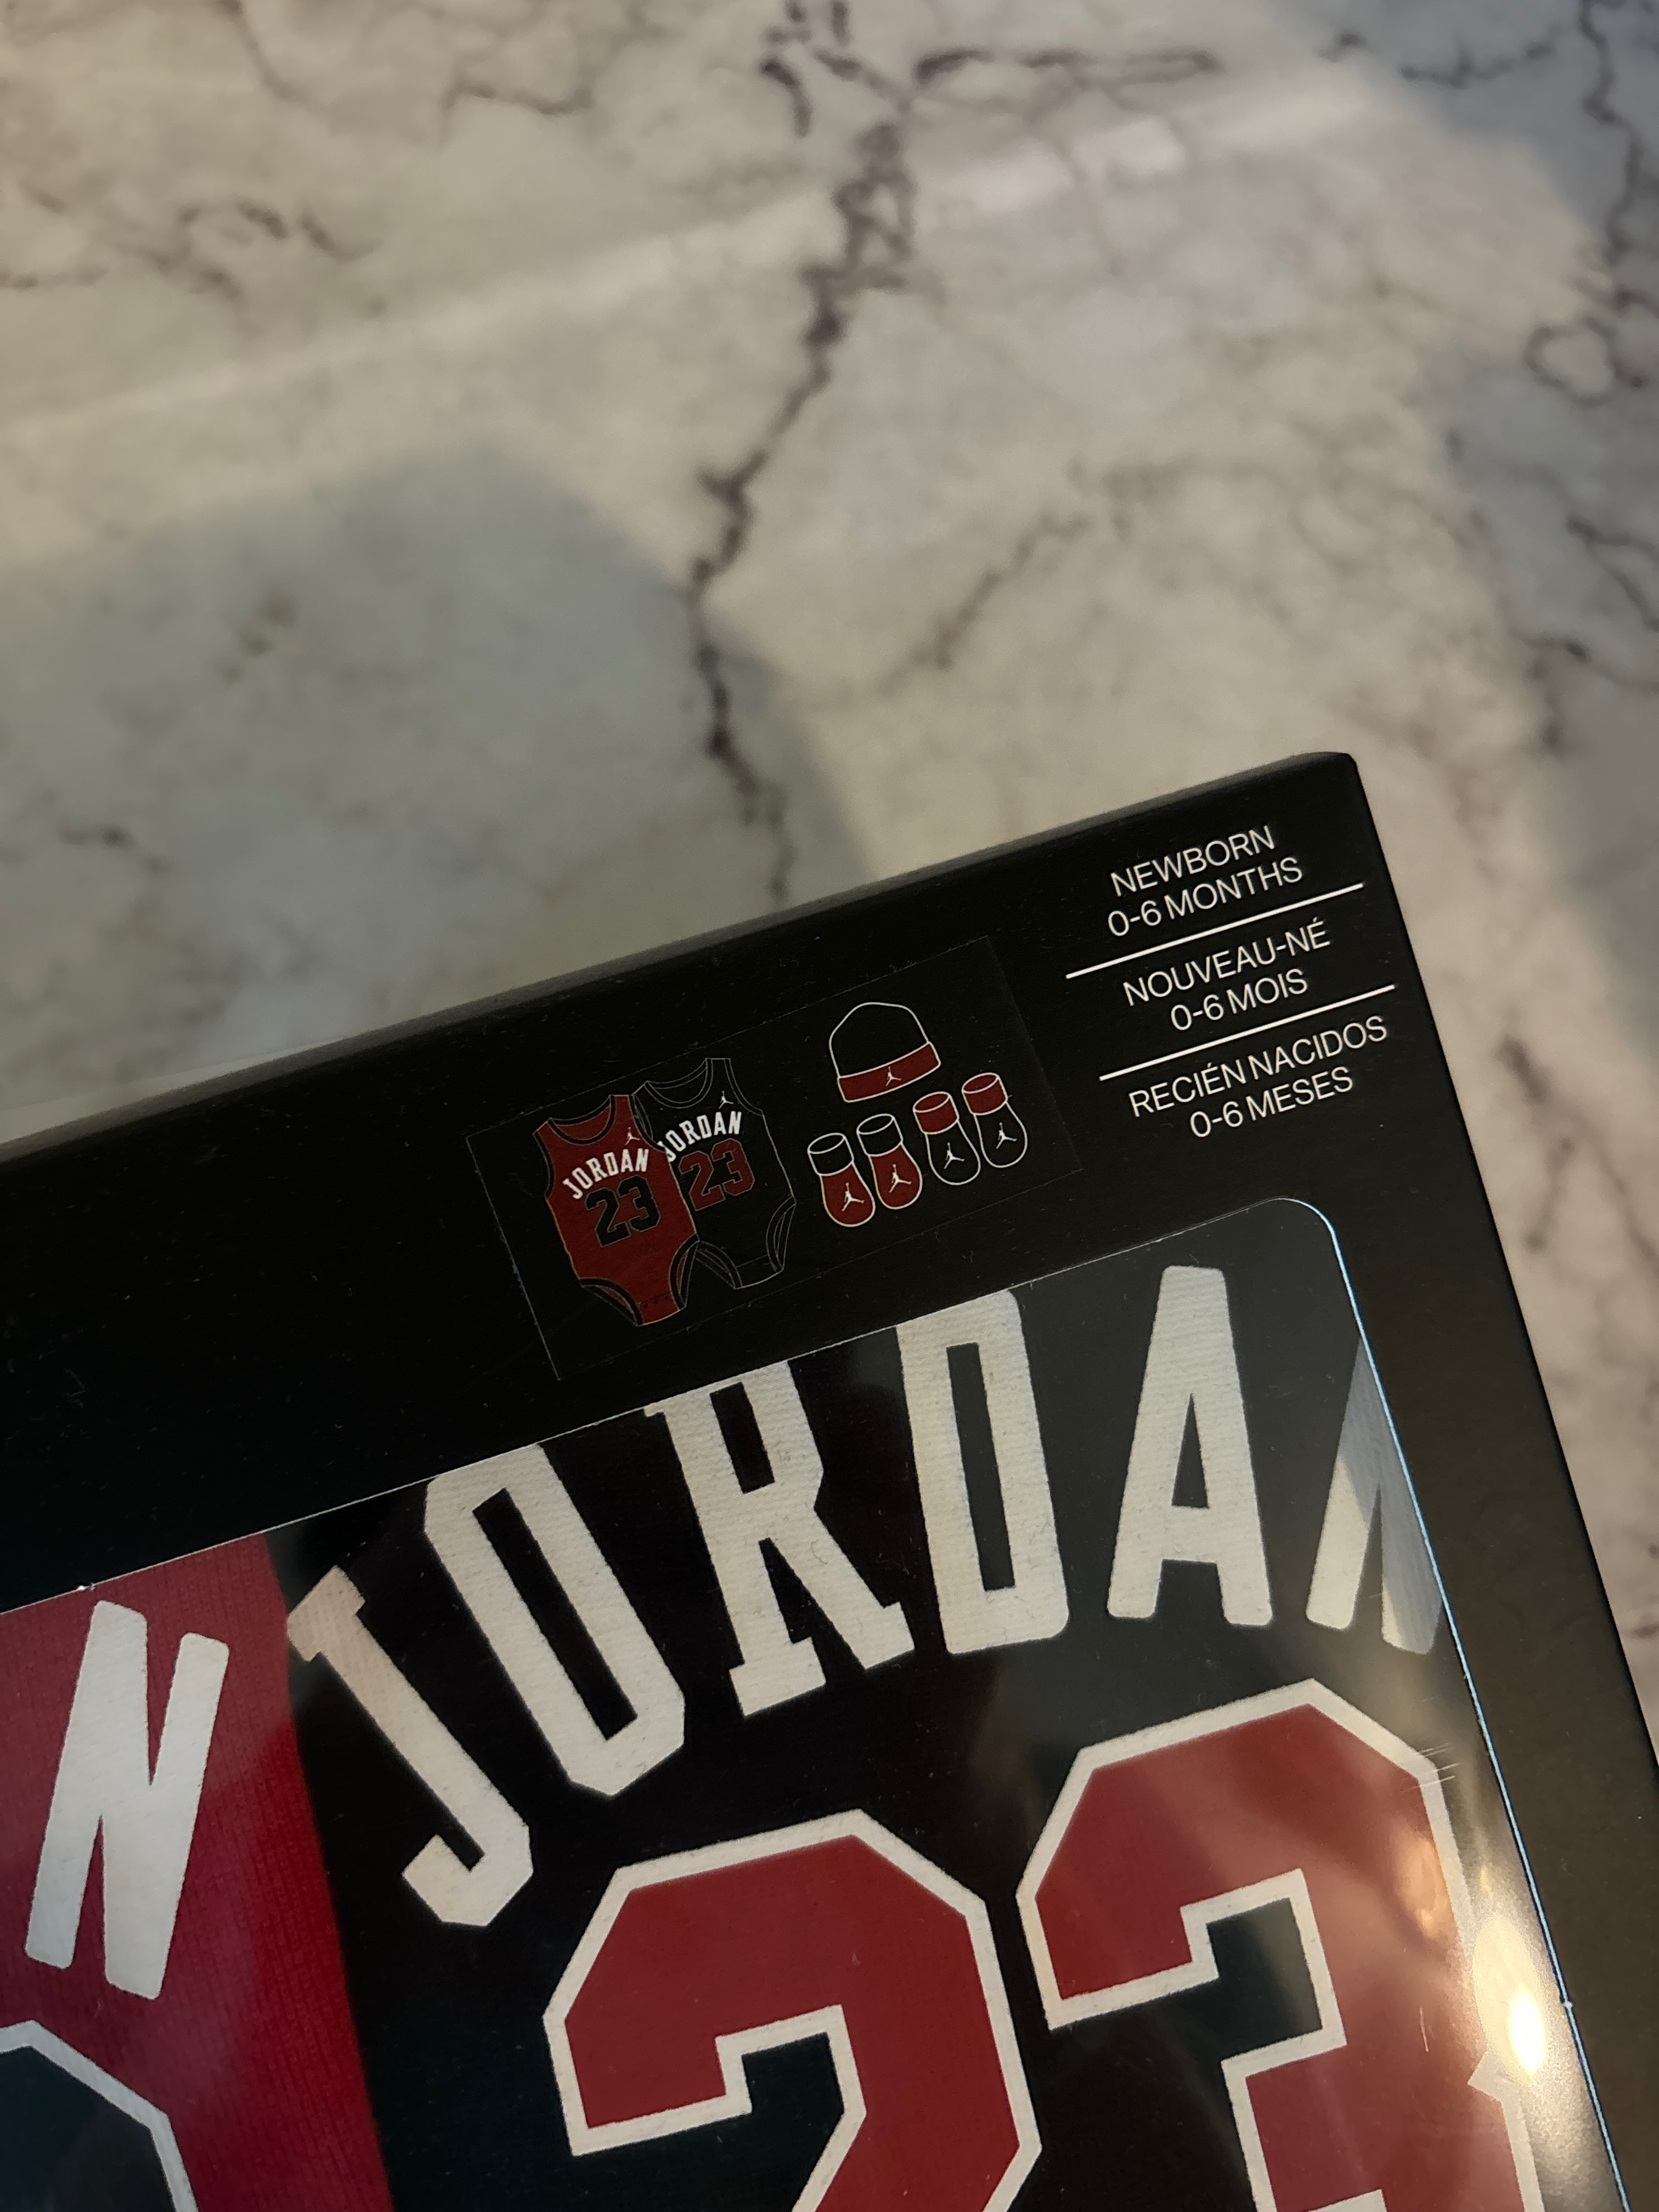 NEWBORN
0-6 MONTHS
NOUVEAU-NÉ
0-6 MOIS
RECIÉN NACIDOS
0-6 MESES
JORDAN
23
JORDAN
23
N
JORDAN
23